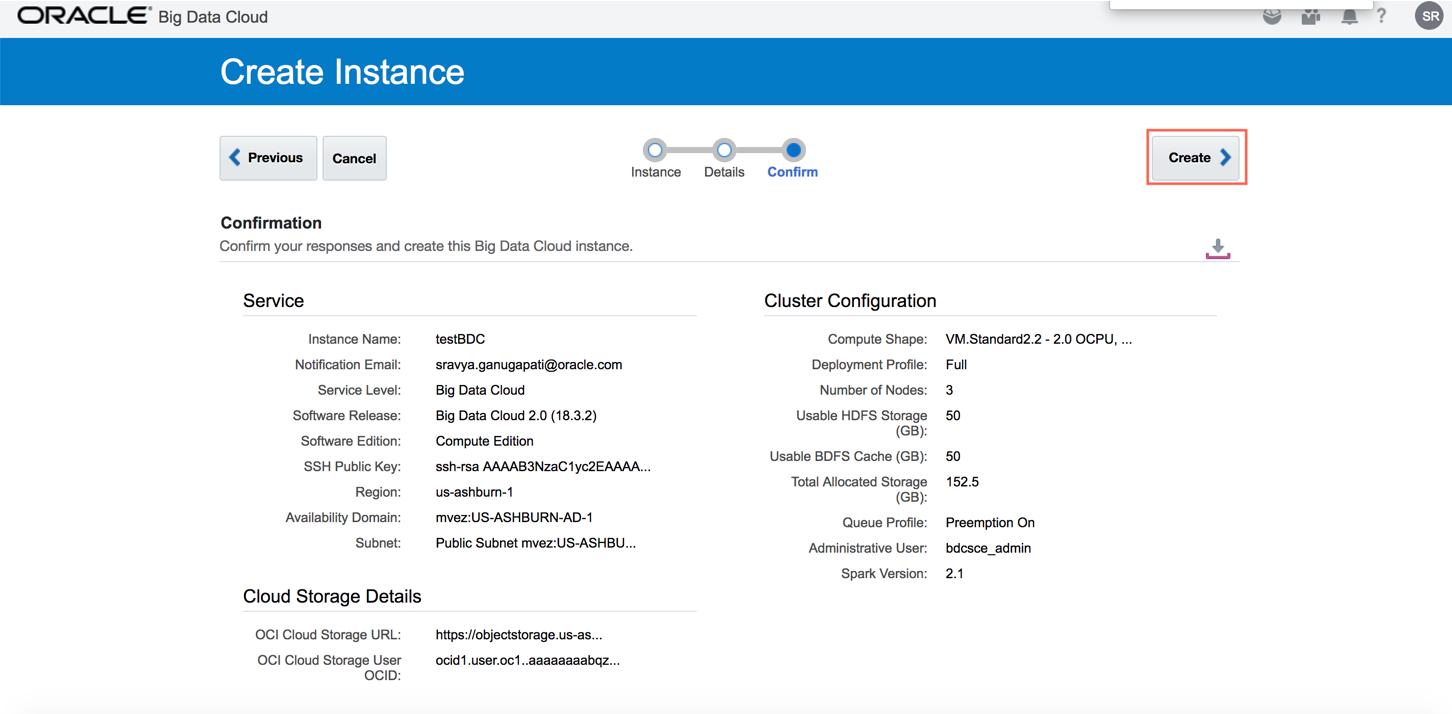 ORACLE® Big Data Cloud
? SR
Create Instance
Previous Cancel
Instance Details Confirm
Create
Confirmation
Confirm your responses and create this Big Data Cloud instance.
Service
Instance Name: testBDC
Notification Email: sravya.ganugapati@oracle.com
Service Level: Big Data Cloud
Software Release: Big Data Cloud 2.0 (18.3.2)
Software Edition: Compute Edition
SSH Public Key: ssh-rsa AAAAB3NzaC1yc2EAAAA...
Region: us-ashburn-1
Availability Domain: mvez:US-ASHBURN-AD-1
Subnet: Public Subnet mvez:US-ASHBU...
Cloud Storage Details
OCI Cloud Storage URL: https://objectstorage.us-as...
OCI Cloud Storage User ocid1.user.oc1..aaaaaaaabqz...
OCID:
Cluster Configuration
Compute Shape: VM.Standard2.2 - 2.0 OCPU, ...
Deployment Profile: Full
Number of Nodes: 3
Usable HDFS Storage 50
(GB):
Usable BDFS Cache (GB): 50
Total Allocated Storage 152.5
(GB):
Queue Profile: Preemption On
Administrative User: bdcsce_admin
Spark Version: 2.1